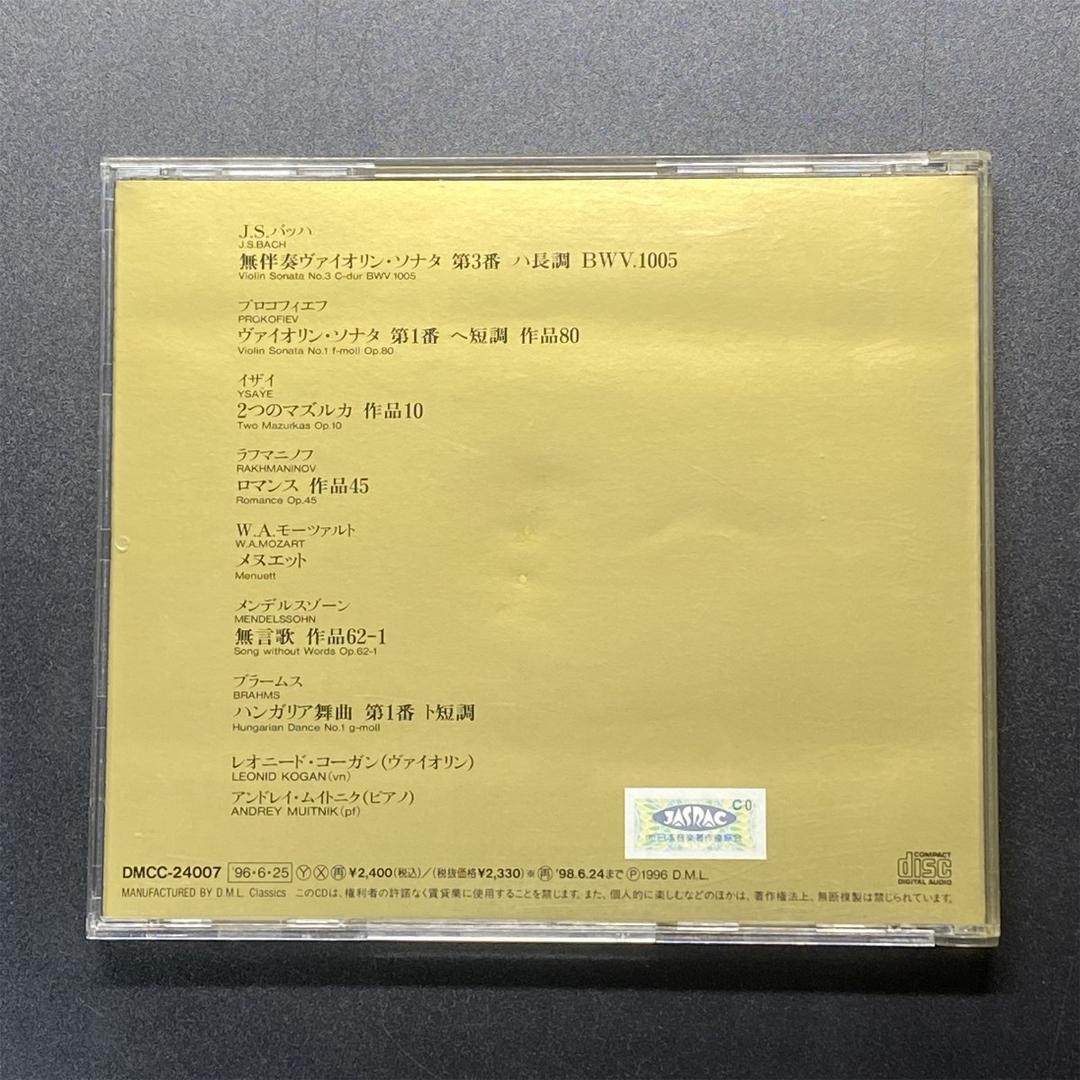 J.S.バッハ
J.S.BACH
無伴奏ヴァイオリン・ソナタ 第3番 ハ長調 BWV.1005
Violin Sonata No.3 C-dur BWV.1005
プロコフィエフ
PROKOFIEV
ヴァイオリン・ソナタ 第1番 ヘ短調 作品80
Violin Sonata No.1 f-moll Op.80
イザイ
YSAŸE
2つのマズルカ 作品10
Two Mazurkas Op.10
ラフマニノフ
RAKHMANINOV
ロマンス 作品45
Romance Op.45
W.A.モーツァルト
W.A.MOZART
メヌエット
Menuett
メンデルスゾーン
MENDELSSOHN
無言歌 作品62-1
Song without Words Op.62-1
ブラームス
BRAHMS
ハンガリア舞曲 第1番 ト短調
Hungarian Dance No.1 g-moll
レオニード・コーガン(ヴァイオリン)
LEONID KOGAN(vn)
アンドレイ・ムイトニク(ピアノ)
ANDREY MUITNIK(pf)
C0
JASRAC
日本音楽著作権協会
COMPACT
disc
DIGITAL AUDIO
DMCC-24007 '96・6・25 Ⓨ Ⓧ ㊢ ¥2,400(税込)/(税抜価格¥2,330)※㊢'98.6.24まで Ⓟ1996 D.M.L.
MANUFACTURED BY D.M.L. Classics このCDは、権利者の許諾なく賃貸業に使用することを禁じます。また、個人的に楽しむなどのほかは、著作権法上、無断複製は禁じられています。